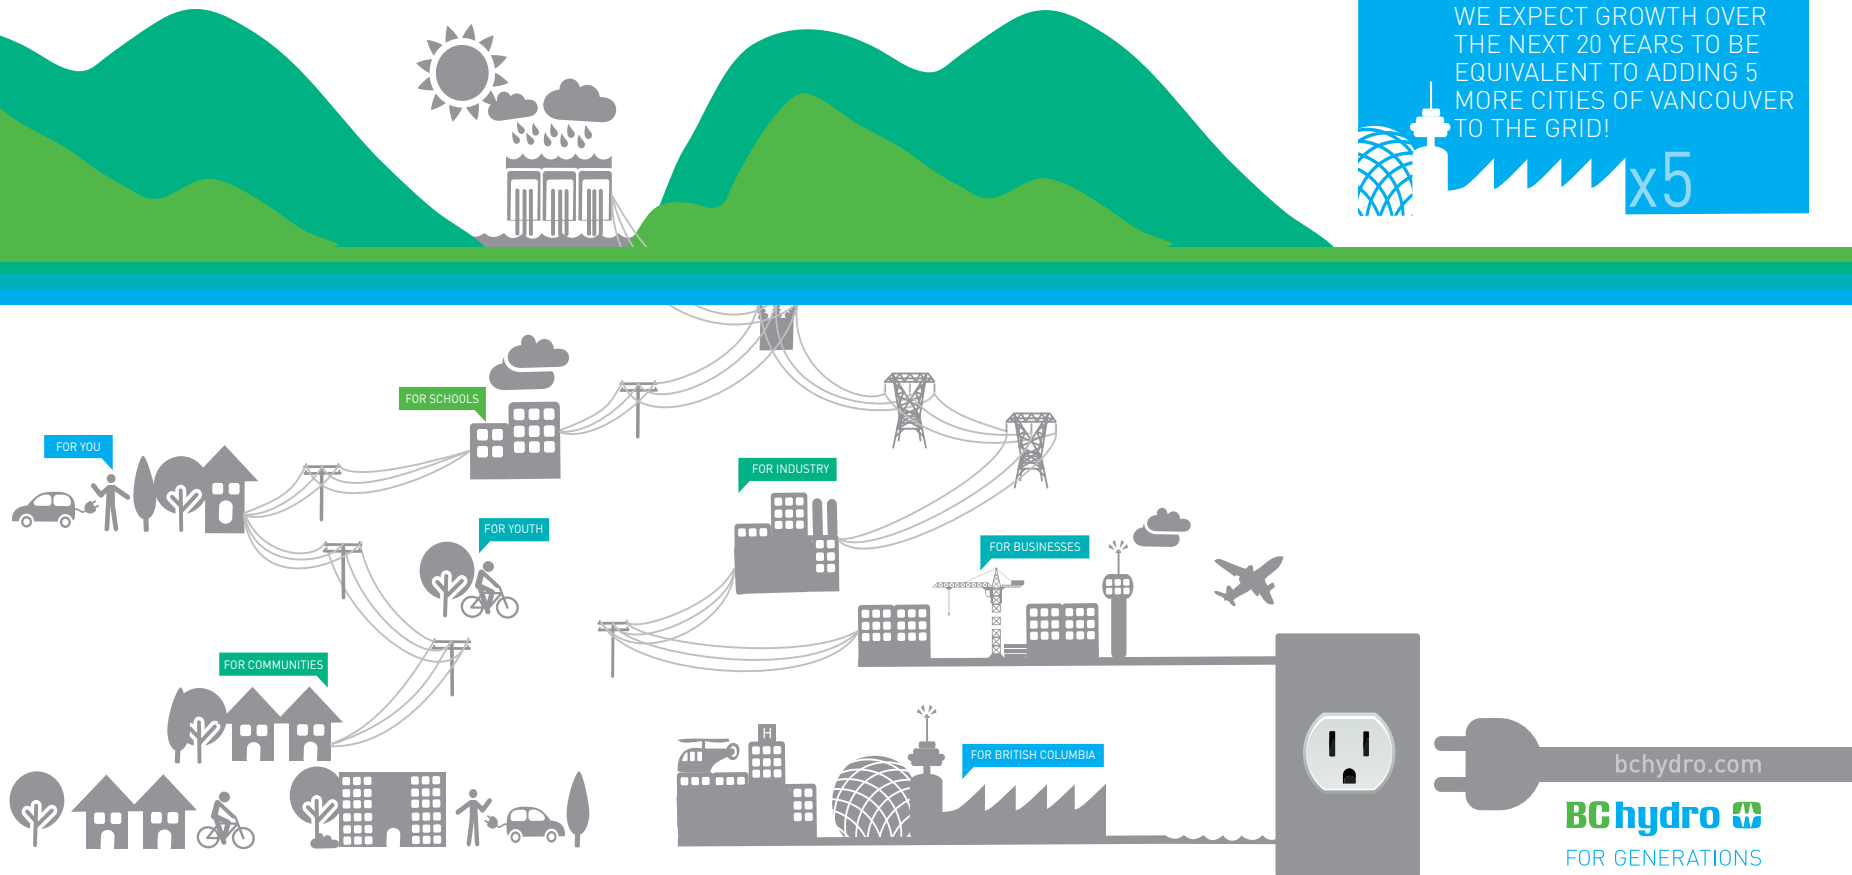 WE EXPECT GROWTH OVER
THE NEXT 20 YEARS TO BE
EQUIVALENT TO ADDING 5
MORE CITIES OF VANCOUVER
TO THE GRID!
x5
FOR SCHOOLS
FOR YOU
FOR INDUSTRY
FOR YOUTH
FOR BUSINESSES
FOR COMMUNITIES
H
FOR BRITISH COLUMBIA
bchydro.com
BC hydro
FOR GENERATIONS